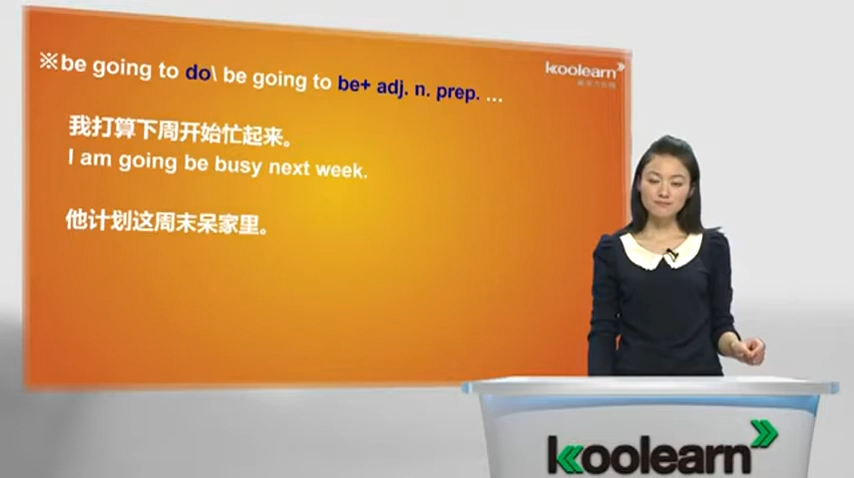 ※be going to do\ be going to be+ adj. n. prep. ...
koolearn
我打算下周开始忙起来。
I am going be busy next week.
他计划这周末呆家里。
koolearn